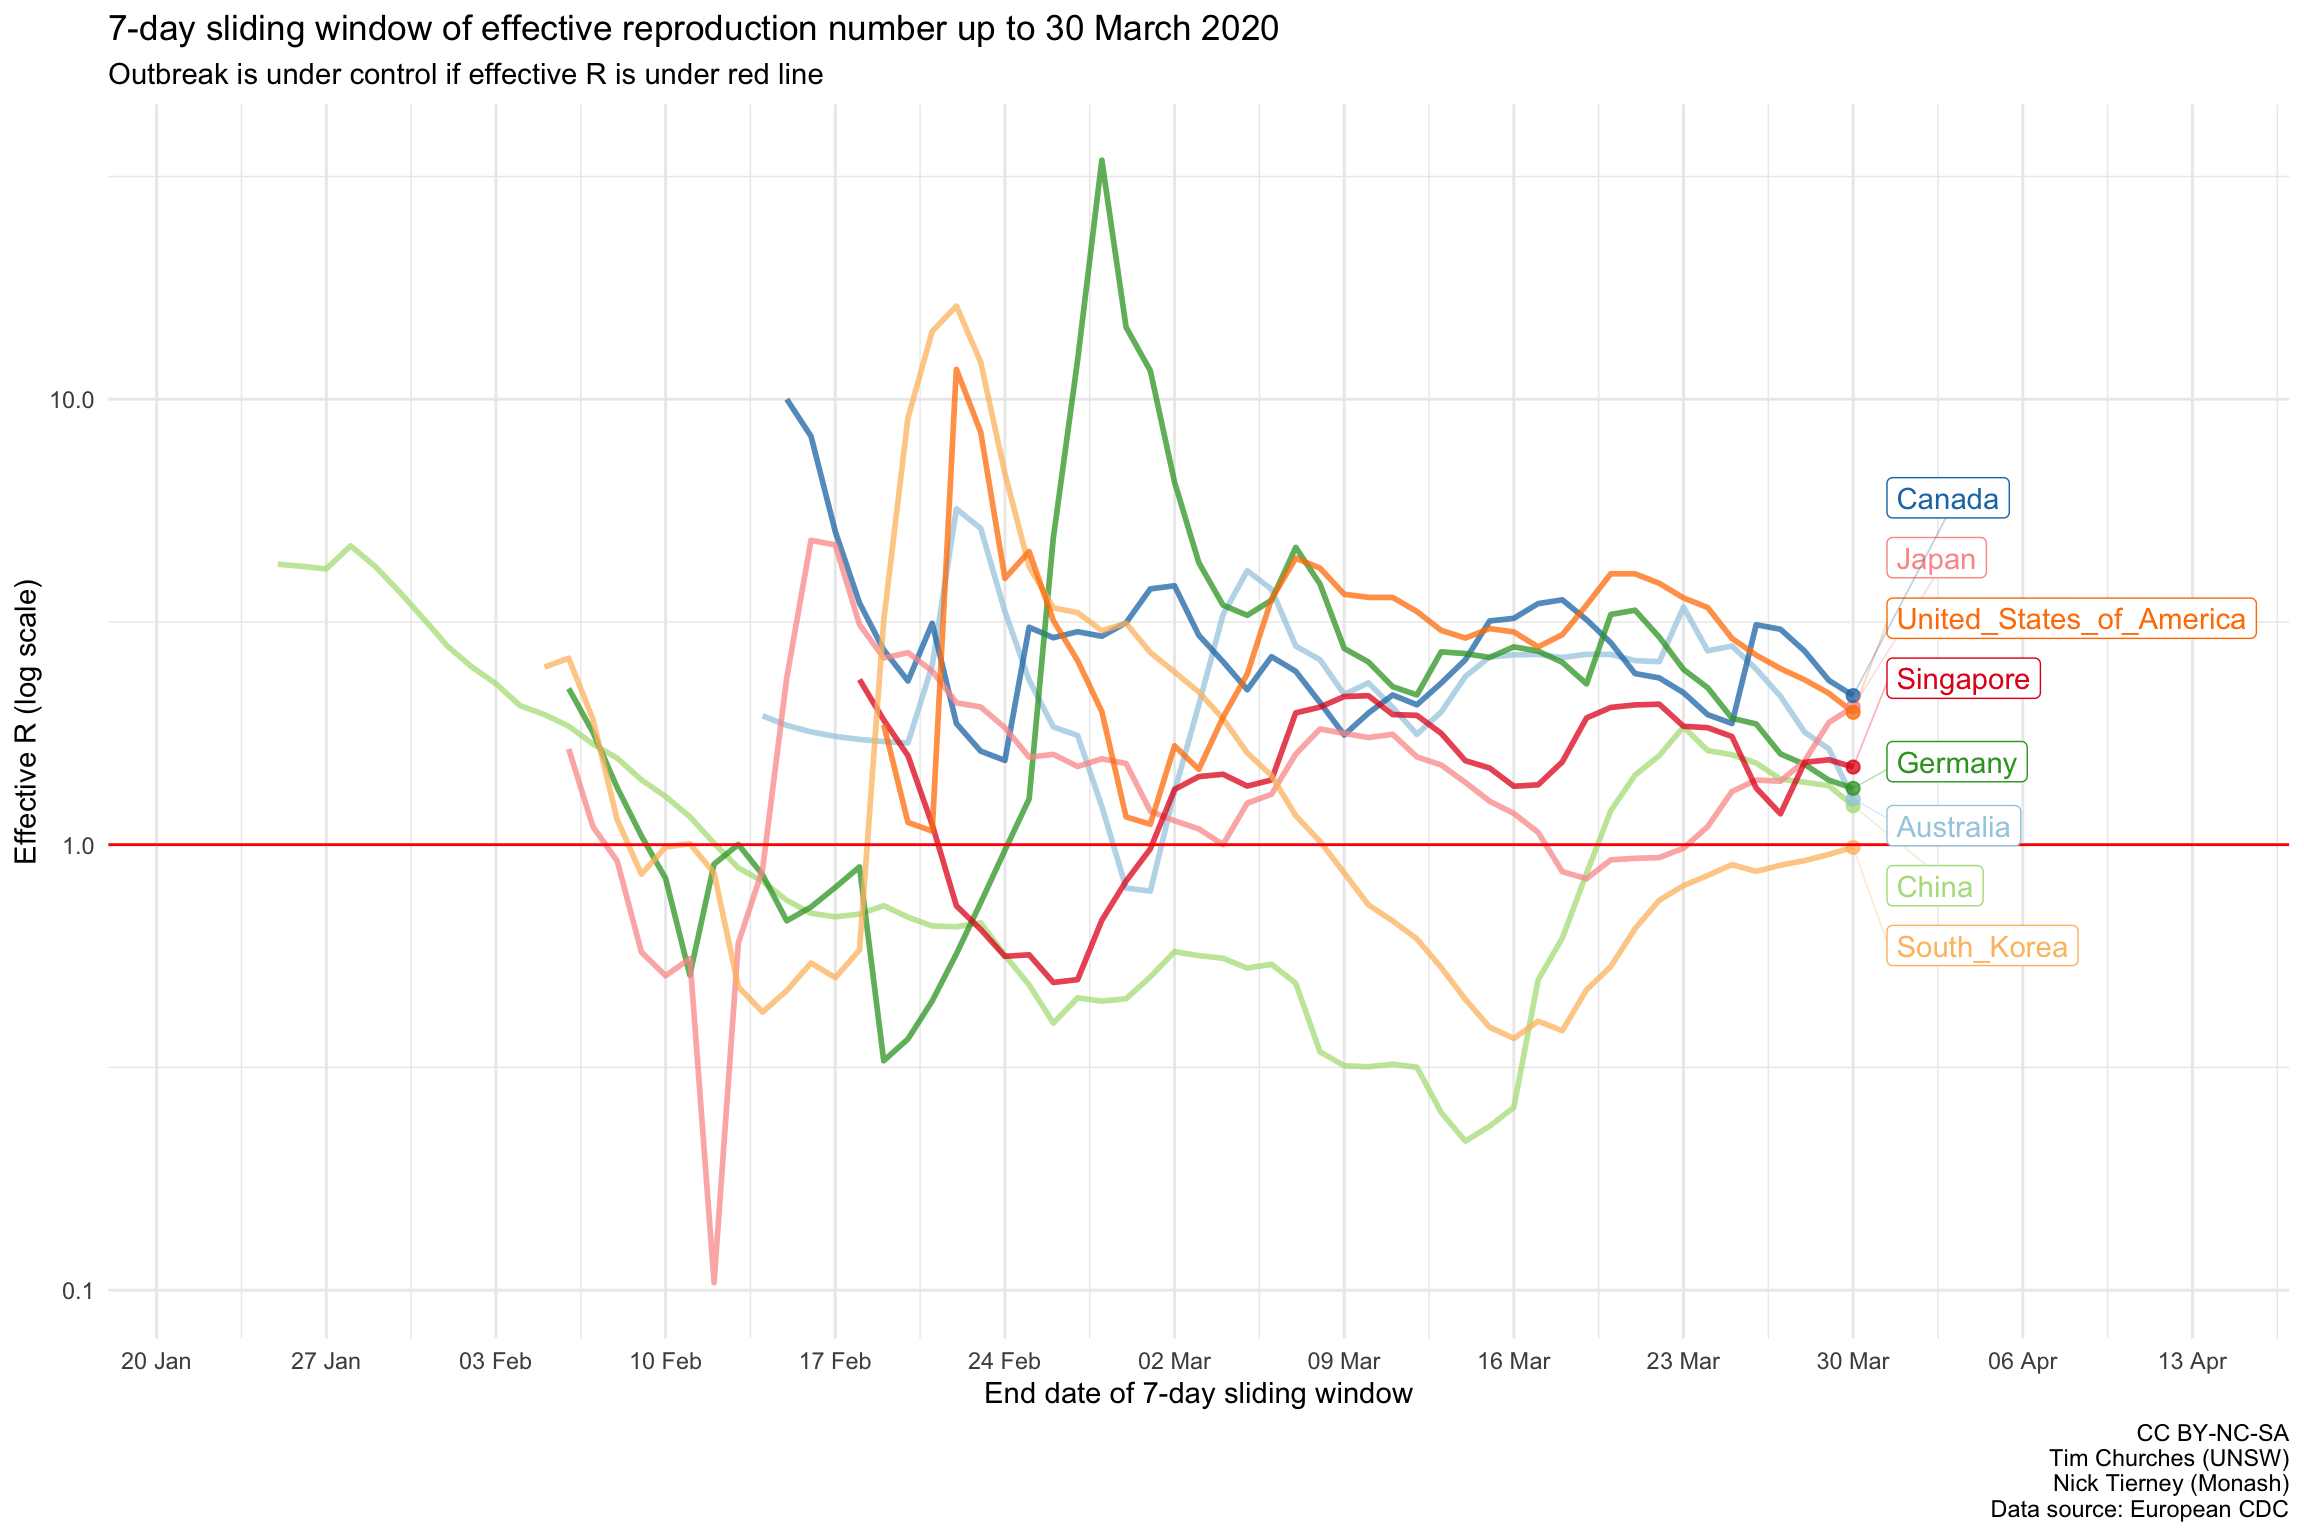 7-day sliding window of effective reproduction number up to 30 March 2020
Outbreak is under control if effective R is under red line
Effective R (log scale)
10.0
1.0
0.1
Canada
Japan
United_States_of_America
Singapore
Germany
Australia
China
South_Korea
20 Jan
27 Jan
03 Feb
10 Feb
17 Feb
24 Feb
02 Mar
09 Mar
16 Mar
23 Mar
30 Mar
06 Apr
13 Apr
End date of 7-day sliding window
CC BY-NC-SA
Tim Churches (UNSW)
Nick Tierney (Monash)
Data source: European CDC